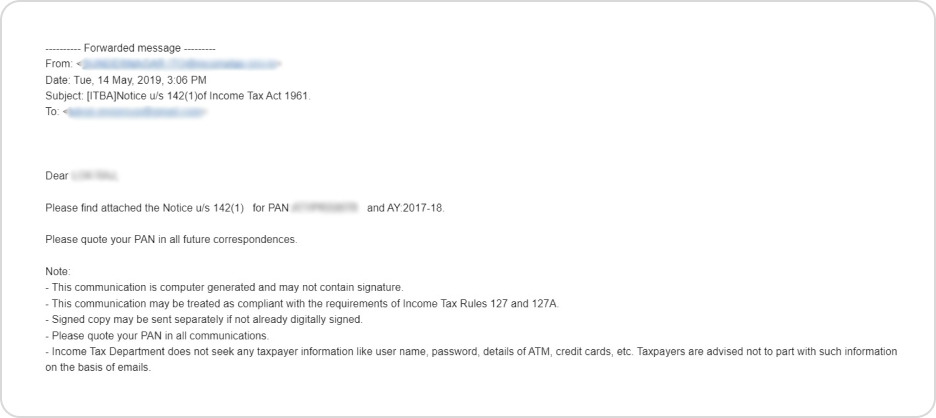 ---------- Forwarded message ---------
From: <
Date: Tue, 14 May, 2019, 3:06 PM
Subject: [ITBA]Notice u/s 142(1)of Income Tax Act 1961.
To: <
Dear
Please find attached the Notice u/s 142(1) for PAN and AY:2017-18.
Please quote your PAN in all future correspondences.
Note:
- This communication is computer generated and may not contain signature.
- This communication may be treated as compliant with the requirements of Income Tax Rules 127 and 127A.
- Signed copy may be sent separately if not already digitally signed.
- Please quote your PAN in all communications.
- Income Tax Department does not seek any taxpayer information like user name, password, details of ATM, credit cards, etc. Taxpayers are advised not to part with such information
on the basis of emails.